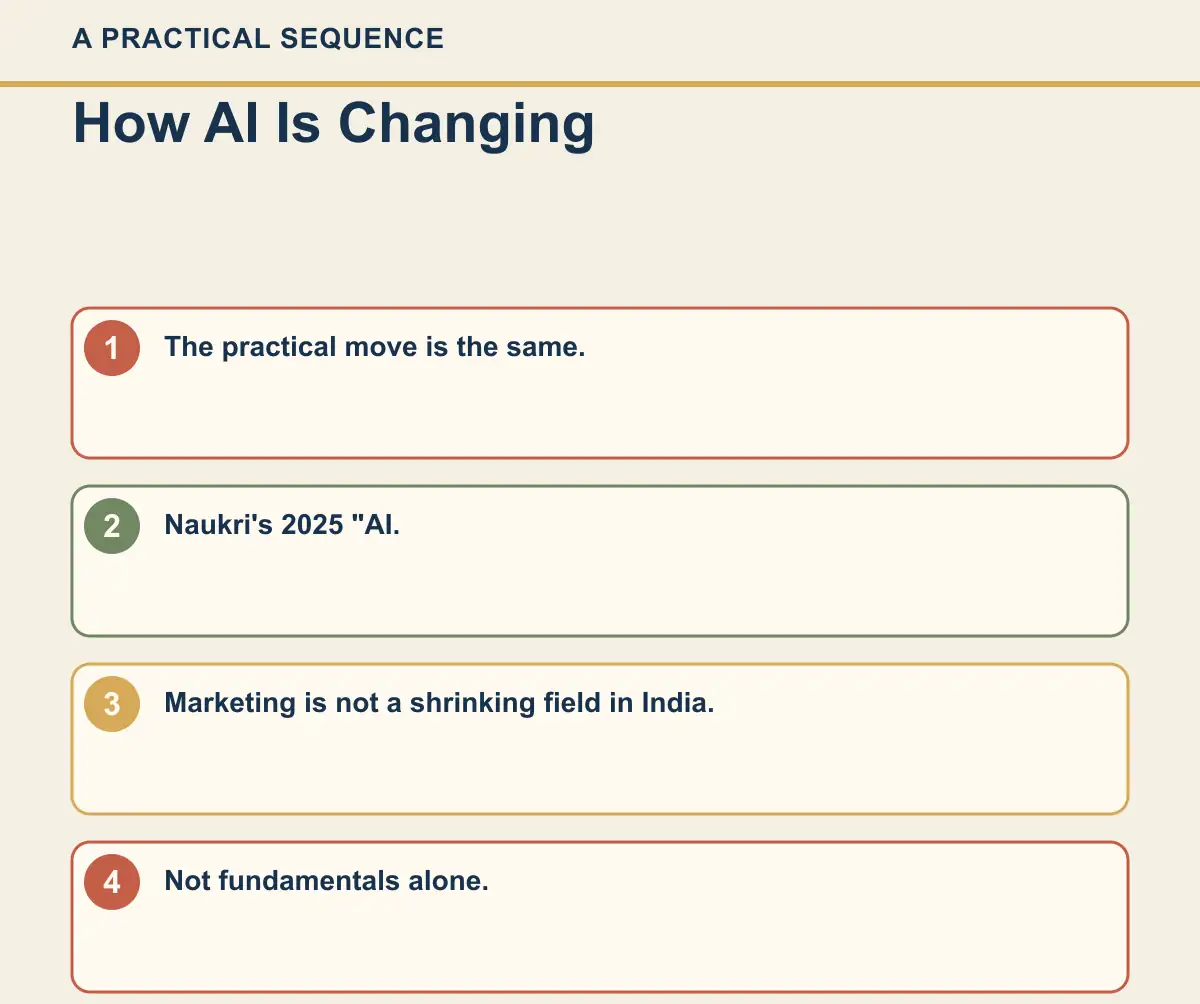 A PRACTICAL SEQUENCE
How AI Is Changing
1 The practical move is the same.
2 Naukri's 2025 "AI.
3 Marketing is not a shrinking field in India.
4 Not fundamentals alone.